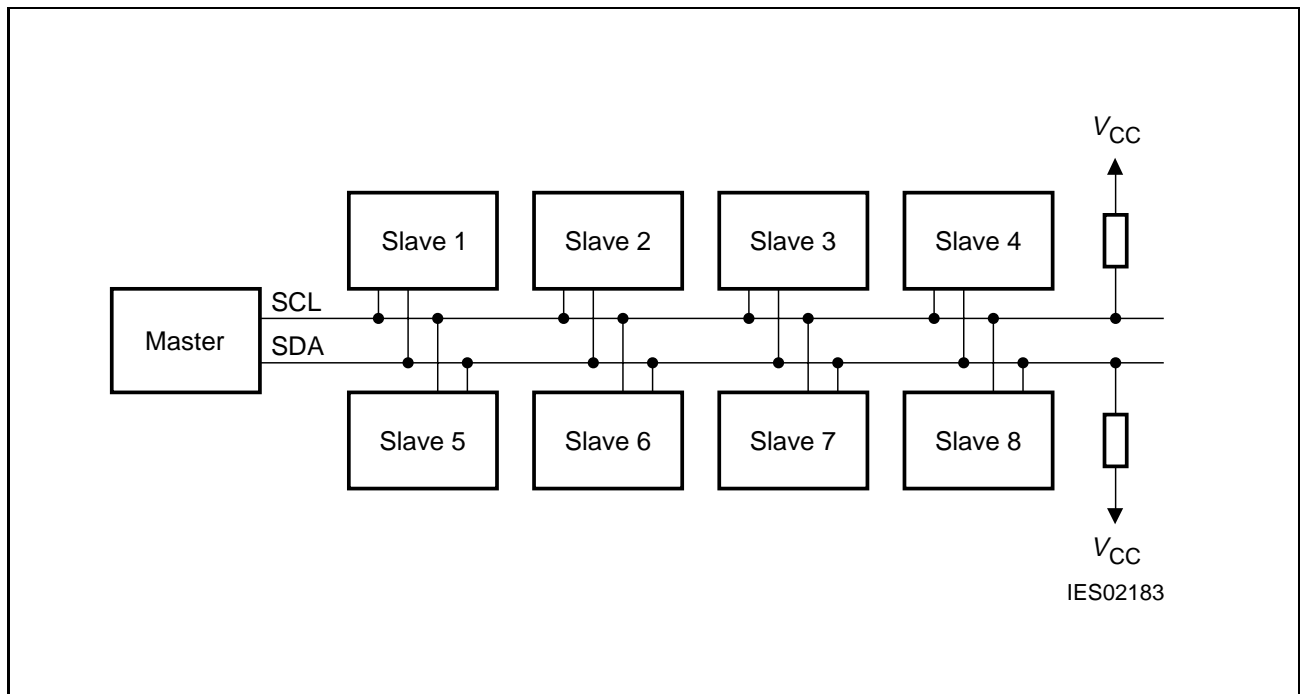 VCC
Slave 1
Slave 2
Slave 3
Slave 4
SCL
Master
SDA
Slave 5
Slave 6
Slave 7
Slave 8
VCC
IES02183